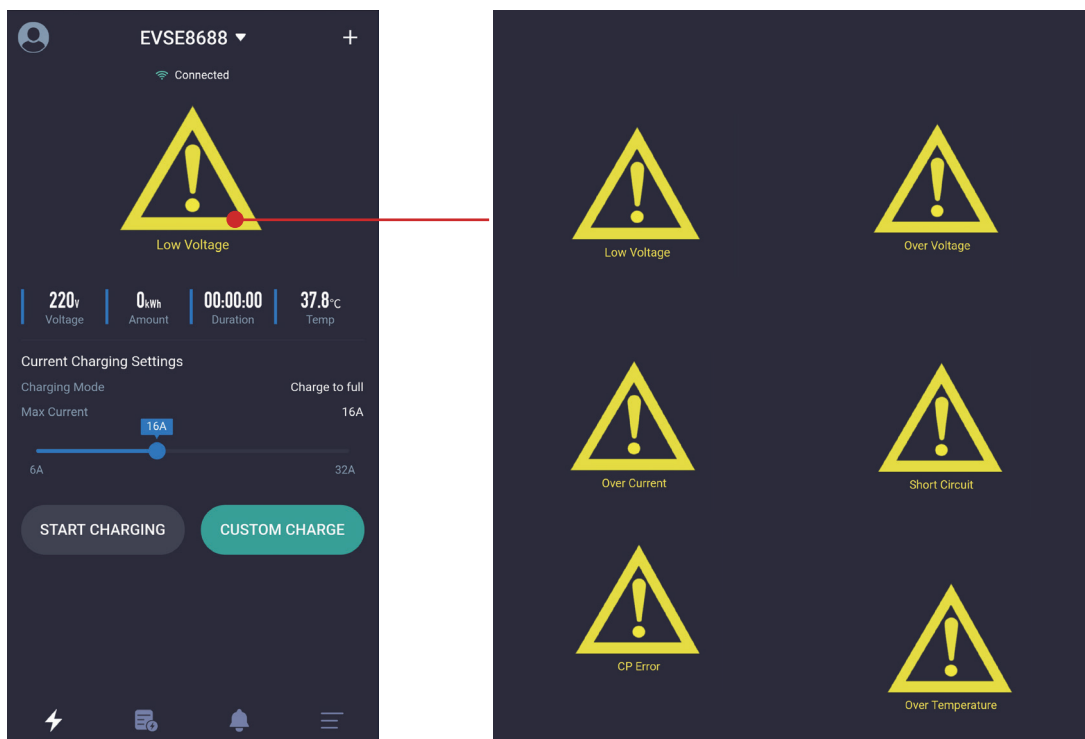 EVSE8688
Connected
Low Voltage
220V 0kWh 00:00:00 37.8°C
Voltage Amount Duration Temp
Current Charging Settings
Charging Mode Charge to full
Max Current 16A
16A
6A 32A
START CHARGING CUSTOM CHARGE
Low Voltage Over Voltage
Over Current Short Circuit
CP Error
Over Temperature